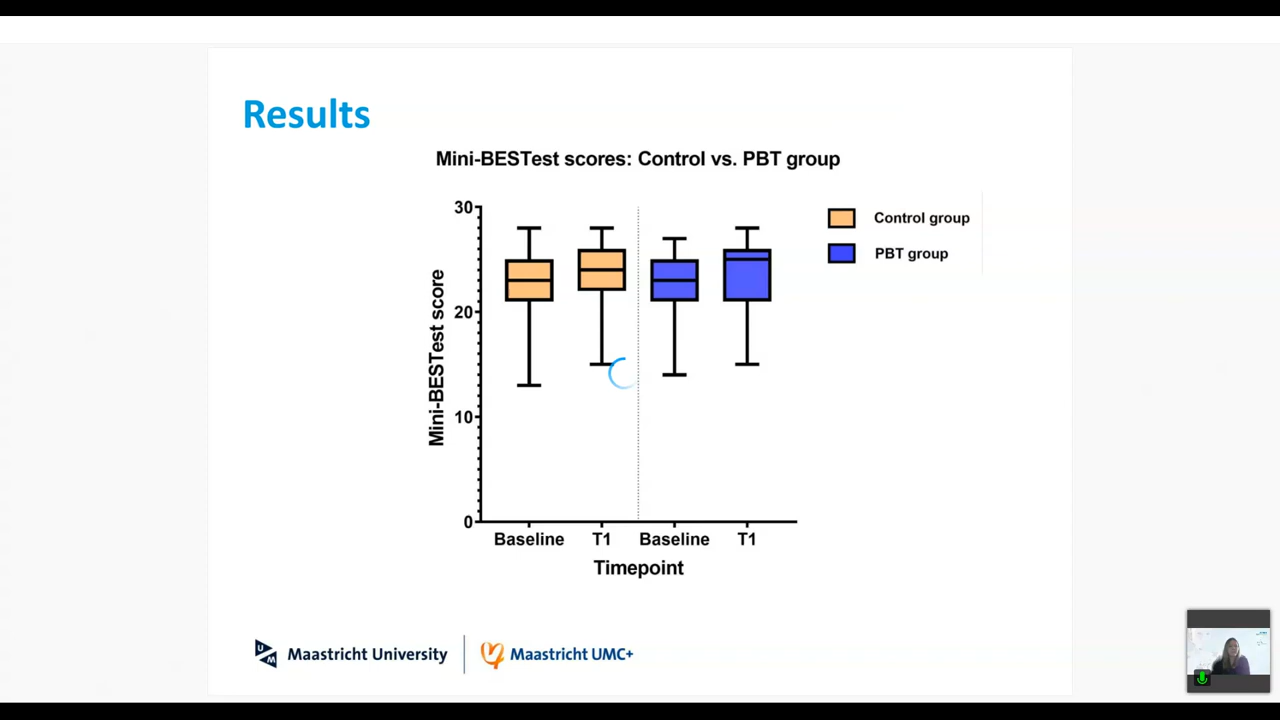 Results
Mini-BESTest scores: Control vs. PBT group
Control group
PBT group
Mini-BESTest score
30
20
10
0
Baseline T1 Baseline T1
Timepoint
Maastricht University
Maastricht UMC+